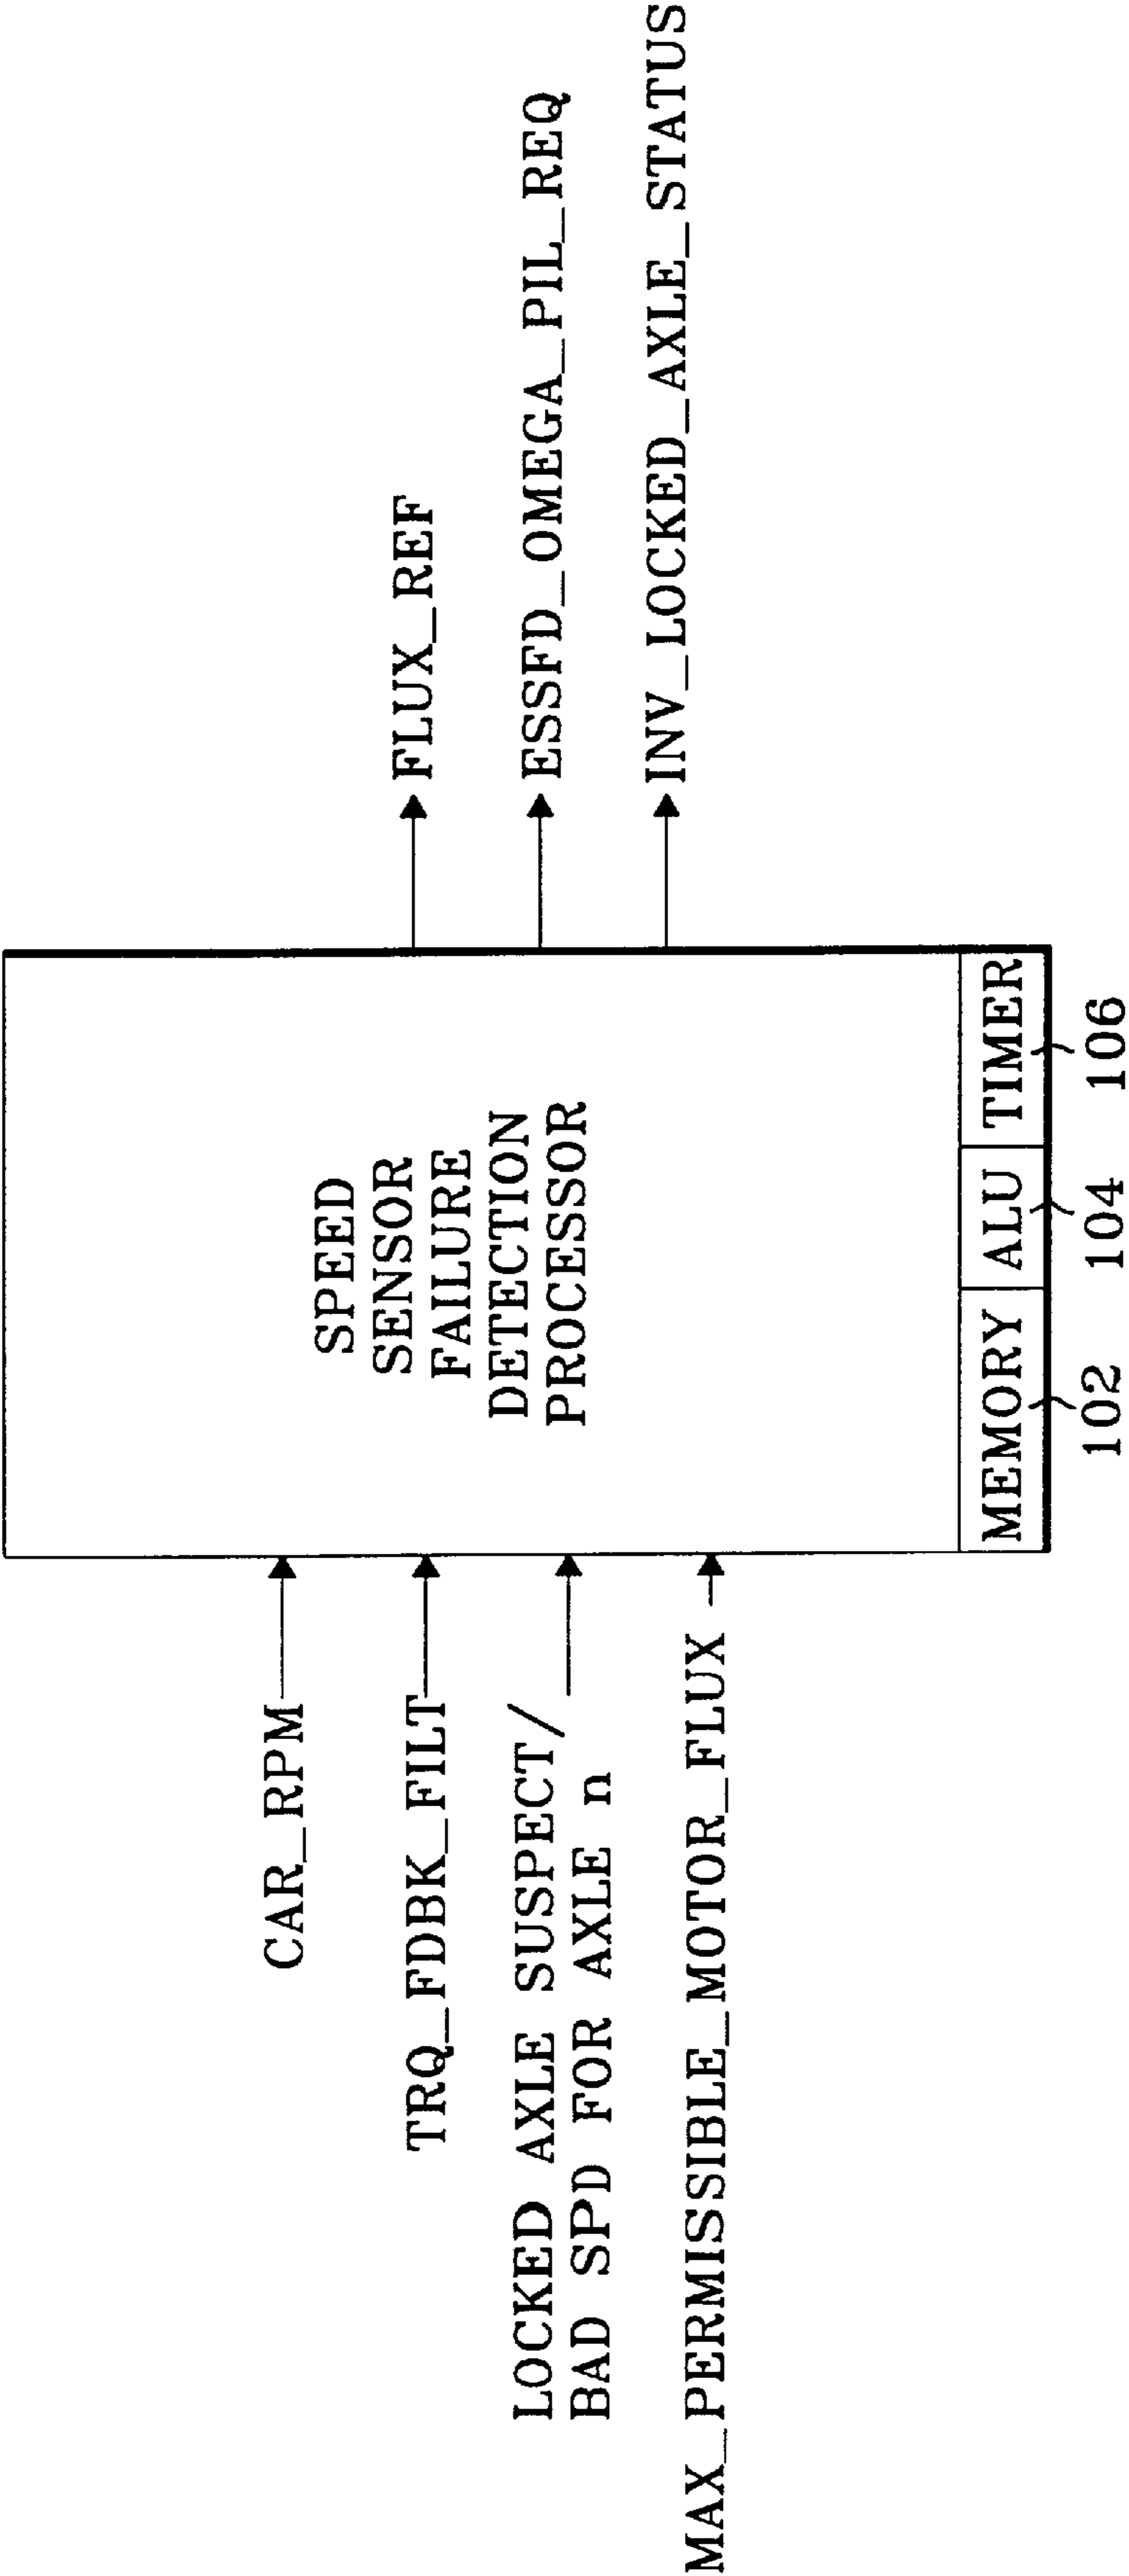 CAR_RPM
TRQ_FDBK_FILT
LOCKED AXLE SUSPECT/
BAD SPD FOR AXLE n
MAX_PERMISSIBLE_MOTOR_FLUX
SPEED
SENSOR
FAILURE
DETECTION
PROCESSOR
MEMORY
ALU
TIMER
102
104
106
FLUX_REF
ESSFD_OMEGA_PIL_REQ
INV_LOCKED_AXLE_STATUS